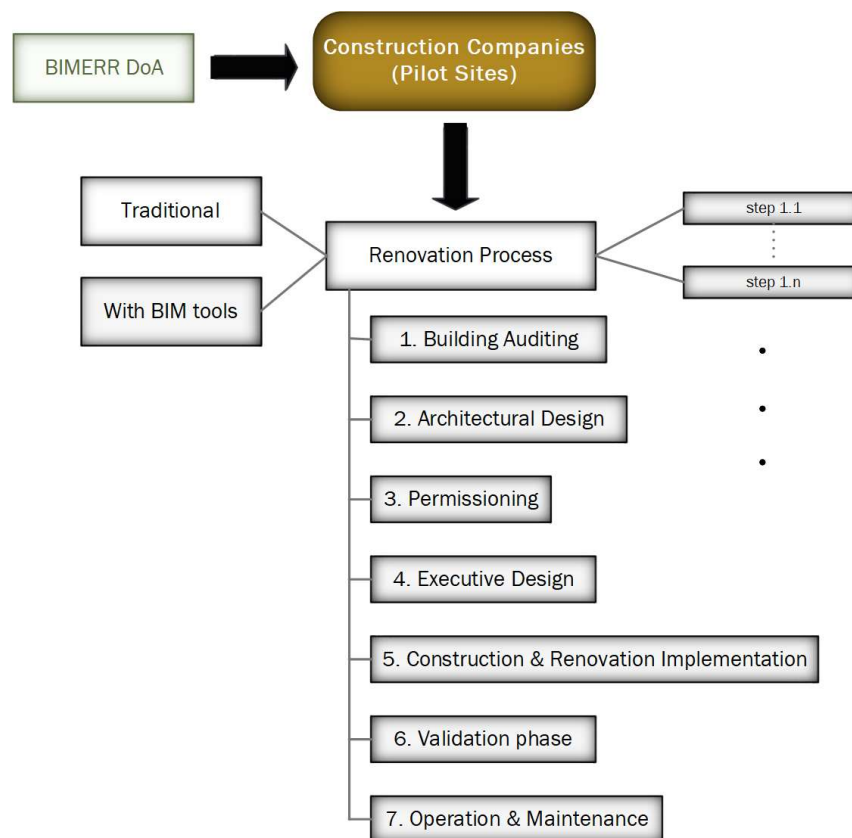 BIMERR DoA
Construction Companies
(Pilot Sites)
Traditional
With BIM tools
Renovation Process
step 1.1
step 1.n
1. Building Auditing
2. Architectural Design
3. Permissioning
4. Executive Design
5. Construction & Renovation Implementation
6. Validation phase
7. Operation & Maintenance